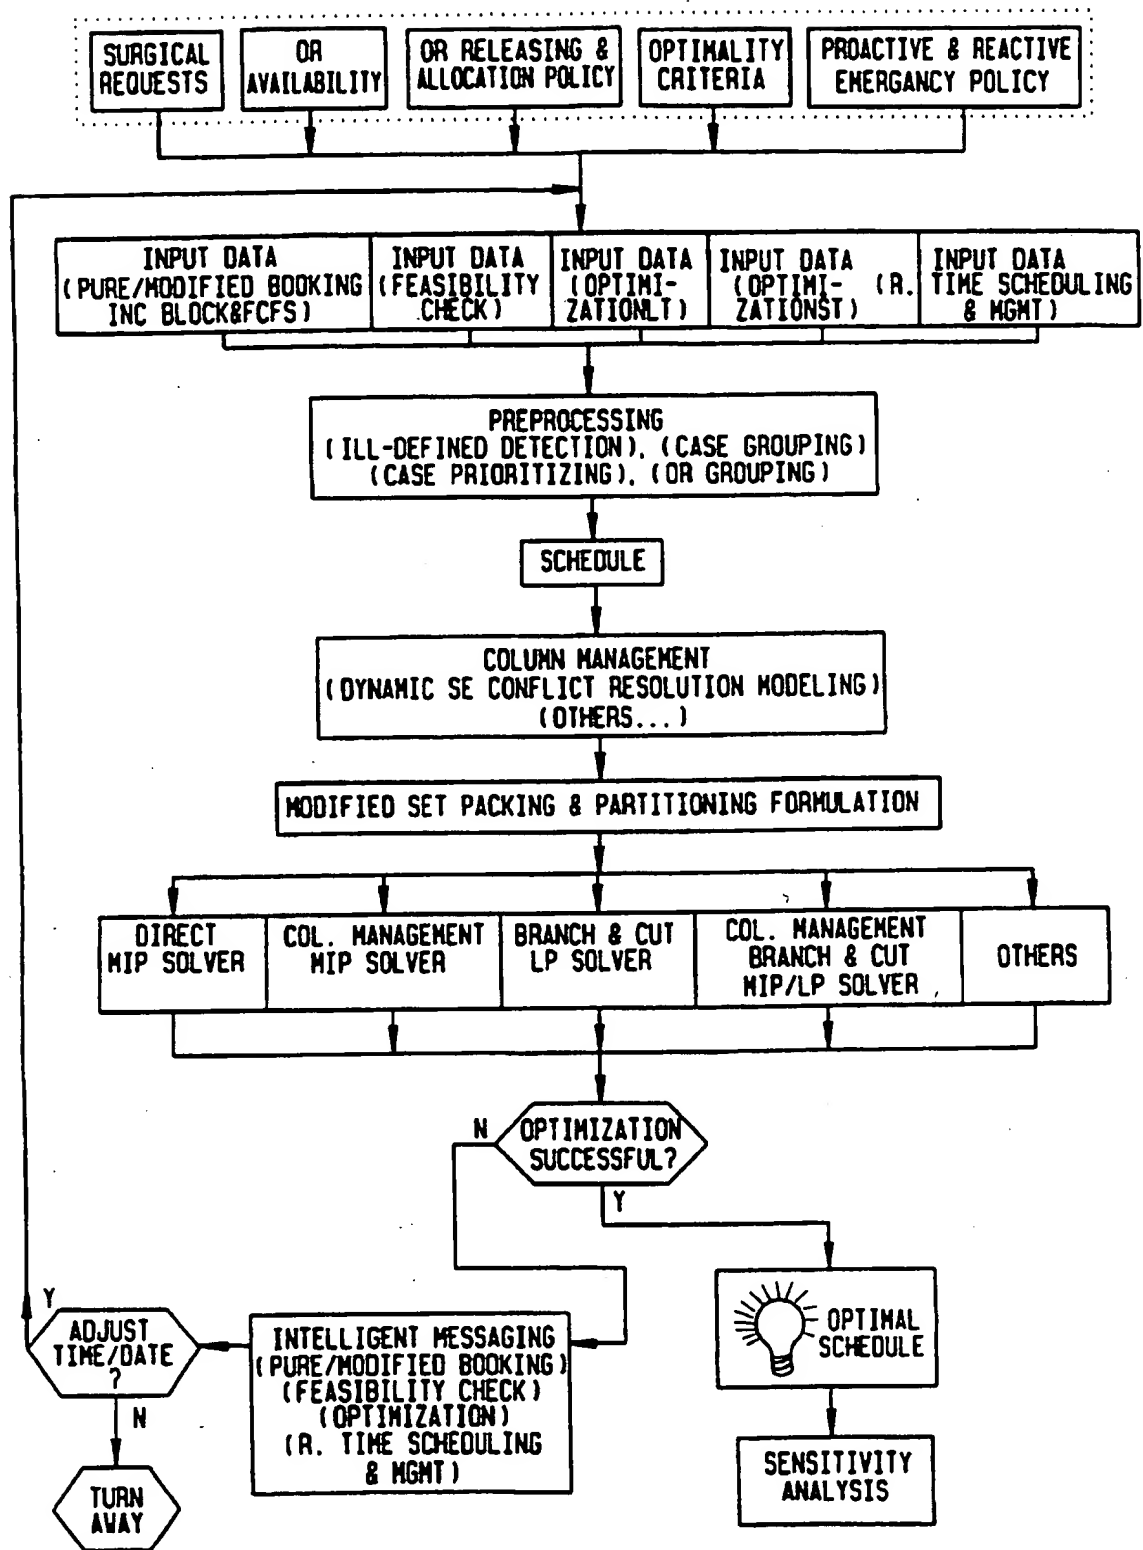 SURGICAL
REQUESTS
OR
AVAILABILITY
OR RELEASING &
ALLOCATION POLICY
OPTIMALITY
CRITERIA
PROACTIVE & REACTIVE
EMERGANCY POLICY
INPUT DATA
(PURE/MODIFIED BOOKING
INC BLOCK&FCFS)
INPUT DATA
(FEASIBILITY
CHECK)
INPUT DATA
(OPTIMI-
ZATIONLT)
INPUT DATA
(OPTIMI-
ZATIONST)
INPUT DATA
(R. TIME SCHEDULING
& MGMT)
PREPROCESSING
(ILL-DEFINED DETECTION), (CASE GROUPING)
(CASE PRIORITIZING), (OR GROUPING)
SCHEDULE
COLUMN MANAGEMENT
(DYNAMIC SE CONFLICT RESOLUTION MODELING)
(OTHERS...)
MODIFIED SET PACKING & PARTITIONING FORMULATION
DIRECT
MIP SOLVER
COL. MANAGEMENT
MIP SOLVER
BRANCH & CUT
LP SOLVER
COL. MANAGEMENT
BRANCH & CUT
MIP/LP SOLVER
OTHERS
OPTIMIZATION
SUCCESSFUL?
N
Y
OPTIMAL
SCHEDULE
SENSITIVITY
ANALYSIS
INTELLIGENT MESSAGING
(PURE/MODIFIED BOOKING)
(FEASIBILITY CHECK)
(OPTIMIZATION)
(R. TIME SCHEDULING
& MGMT)
Y
ADJUST
TIME/DATE
?
N
TURN
AWAY